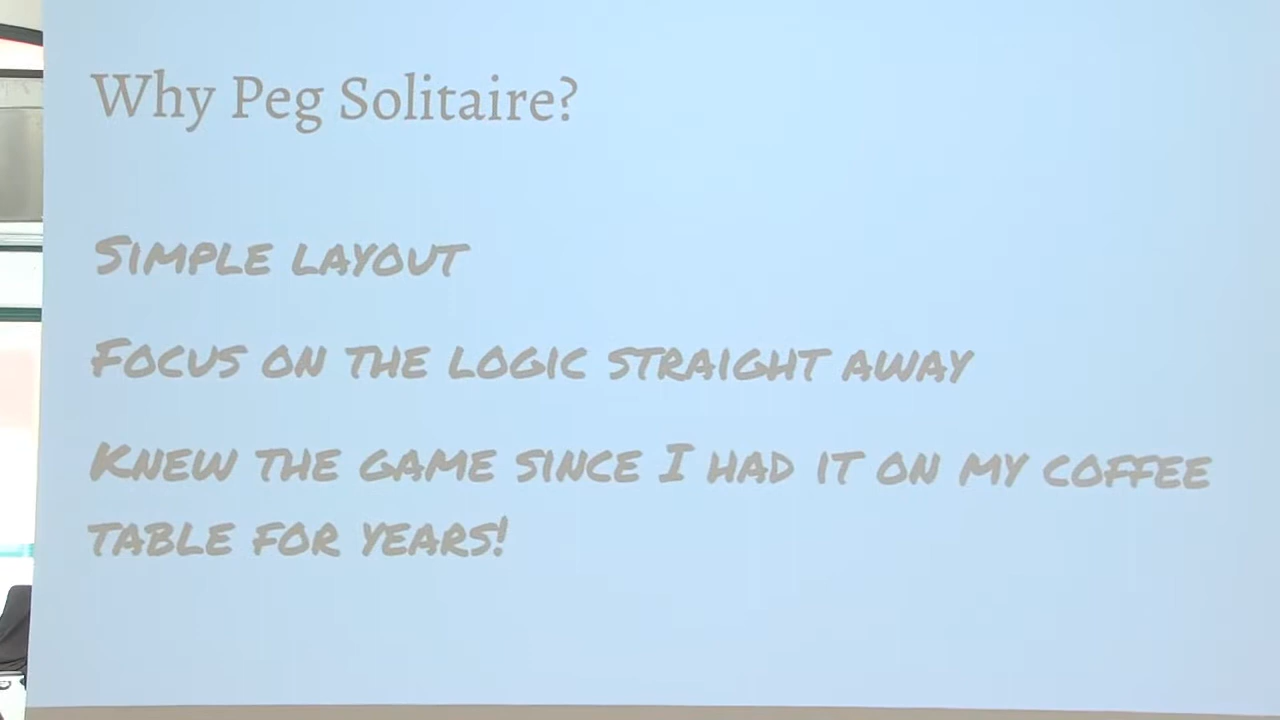 Why Peg Solitaire?
Simple layout
Focus on the logic straight away
Knew the game since I had it on my coffee
table for years!